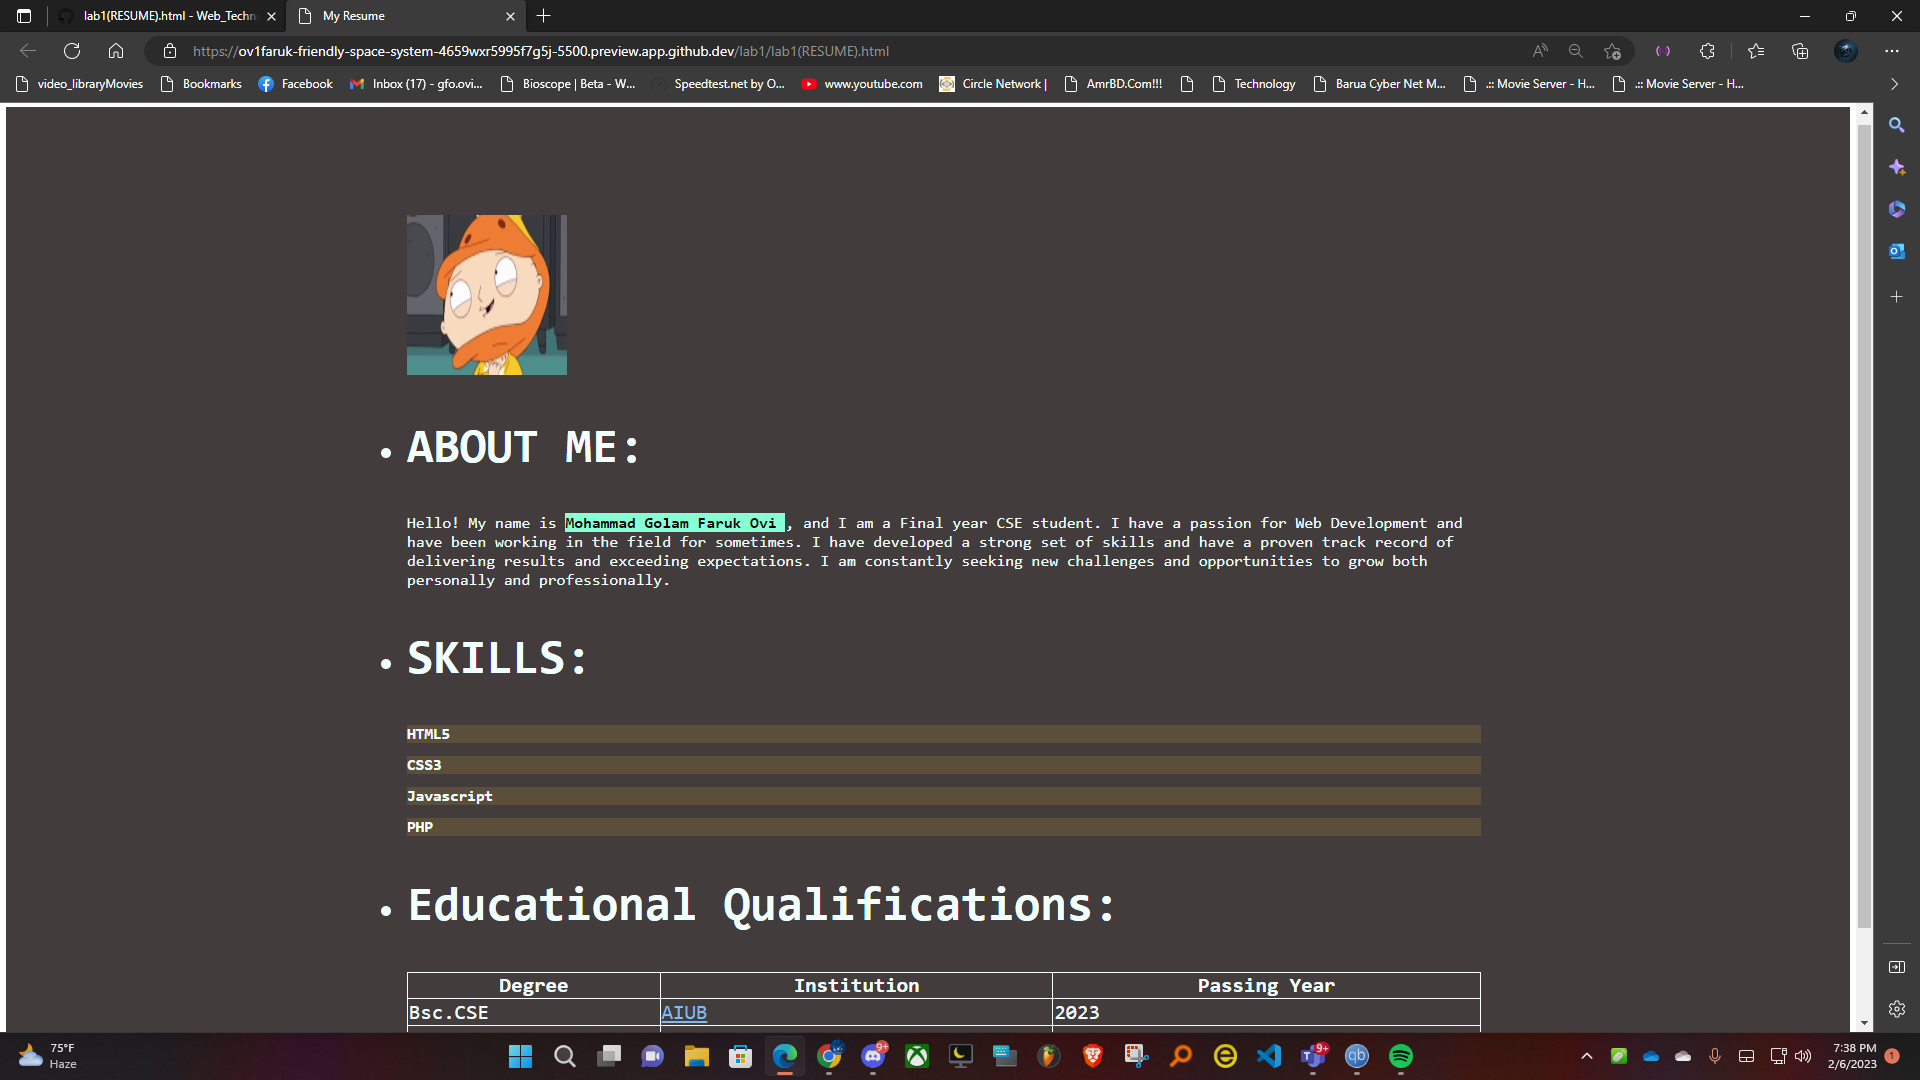 lab1(RESUME).html - Web_Techn
My Resume
https://ov1faruk-friendly-space-system-4659wxr5995f7g5j-5500.preview.app.github.dev/lab1/lab1(RESUME).html
video_libraryMovies
Bookmarks
Facebook
Inbox (17) - gfo.ovi...
Bioscope | Beta - W...
Speedtest.net by O...
www.youtube.com
Circle Network |
AmrBD.Com!!!
Technology
Barua Cyber Net M...
.:: Movie Server - H...
.:: Movie Server - H...
ABOUT ME:
Hello! My name is Mohammad Golam Faruk Ovi , and I am a Final year CSE student. I have a passion for Web Development and
have been working in the field for sometimes. I have developed a strong set of skills and have a proven track record of
delivering results and exceeding expectations. I am constantly seeking new challenges and opportunities to grow both
personally and professionally.
SKILLS:
HTML5
CSS3
Javascript
PHP
Educational Qualifications:
Degree Institution Passing Year
Bsc.CSE AIUB 2023
75°F
Haze
9+
9+
7:38 PM
2/6/2023
1